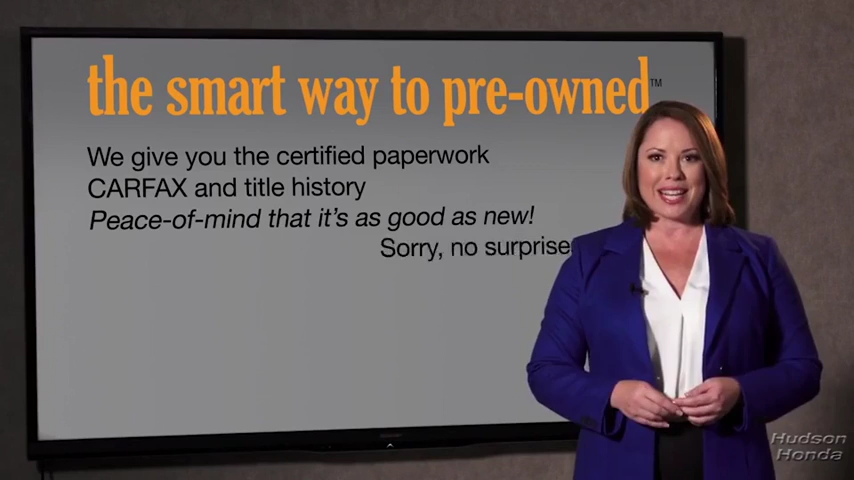 the smart way to pre-owned™
We give you the certified paperwork
CARFAX and title history
Peace-of-mind that it's as good as new!
Sorry, no surprise
Hudson
Honda